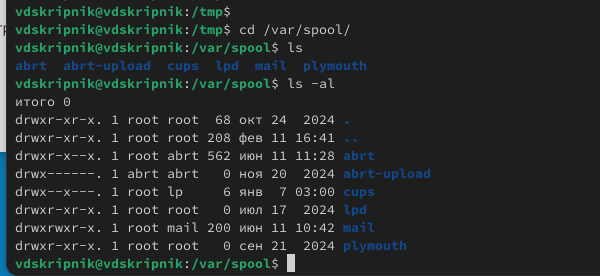 vdskripnik@vdskripnik:/tmp$
vdskripnik@vdskripnik:/tmp$ cd /var/spool/
vdskripnik@vdskripnik:/var/spool$ ls
abrt  abrt-upload  cups  lpd  mail  plymouth
vdskripnik@vdskripnik:/var/spool$ ls -al
итого 0
drwxr-xr-x. 1 root root  68 окт 24  2024 .
drwxr-xr-x. 1 root root 208 фев 11 16:41 ..
drwxr-x--x. 1 root abrt 562 июн 11 11:28 abrt
drwx------. 1 abrt abrt   0 ноя 20  2024 abrt-upload
drwx--x---. 1 root lp     6 янв  7 03:00 cups
drwxr-xr-x. 1 root root   0 июл 17  2024 lpd
drwxrwxr-x. 1 root mail 200 июн 11 10:42 mail
drwxr-xr-x. 1 root root   0 сен 21  2024 plymouth
vdskripnik@vdskripnik:/var/spool$